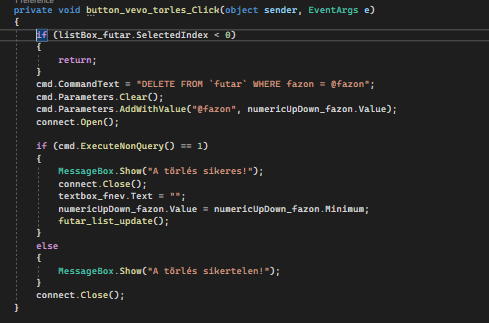 1 reference
private void button_vevo_torles_Click(object sender, EventArgs e)
{
if (listBox_futar.SelectedIndex < 0)
{
return;
}
cmd.CommandText = "DELETE FROM `futar` WHERE fazon = @fazon";
cmd.Parameters.Clear();
cmd.Parameters.AddWithValue("@fazon", numericUpDown_fazon.Value);
connect.Open();
if (cmd.ExecuteNonQuery() == 1)
{
MessageBox.Show("A törlés sikeres!");
connect.Close();
textbox_fnev.Text = "";
numericUpDown_fazon.Value = numericUpDown_fazon.Minimum;
futar_list_update();
}
else
{
MessageBox.Show("A törlés sikertelen!");
}
connect.Close();
}